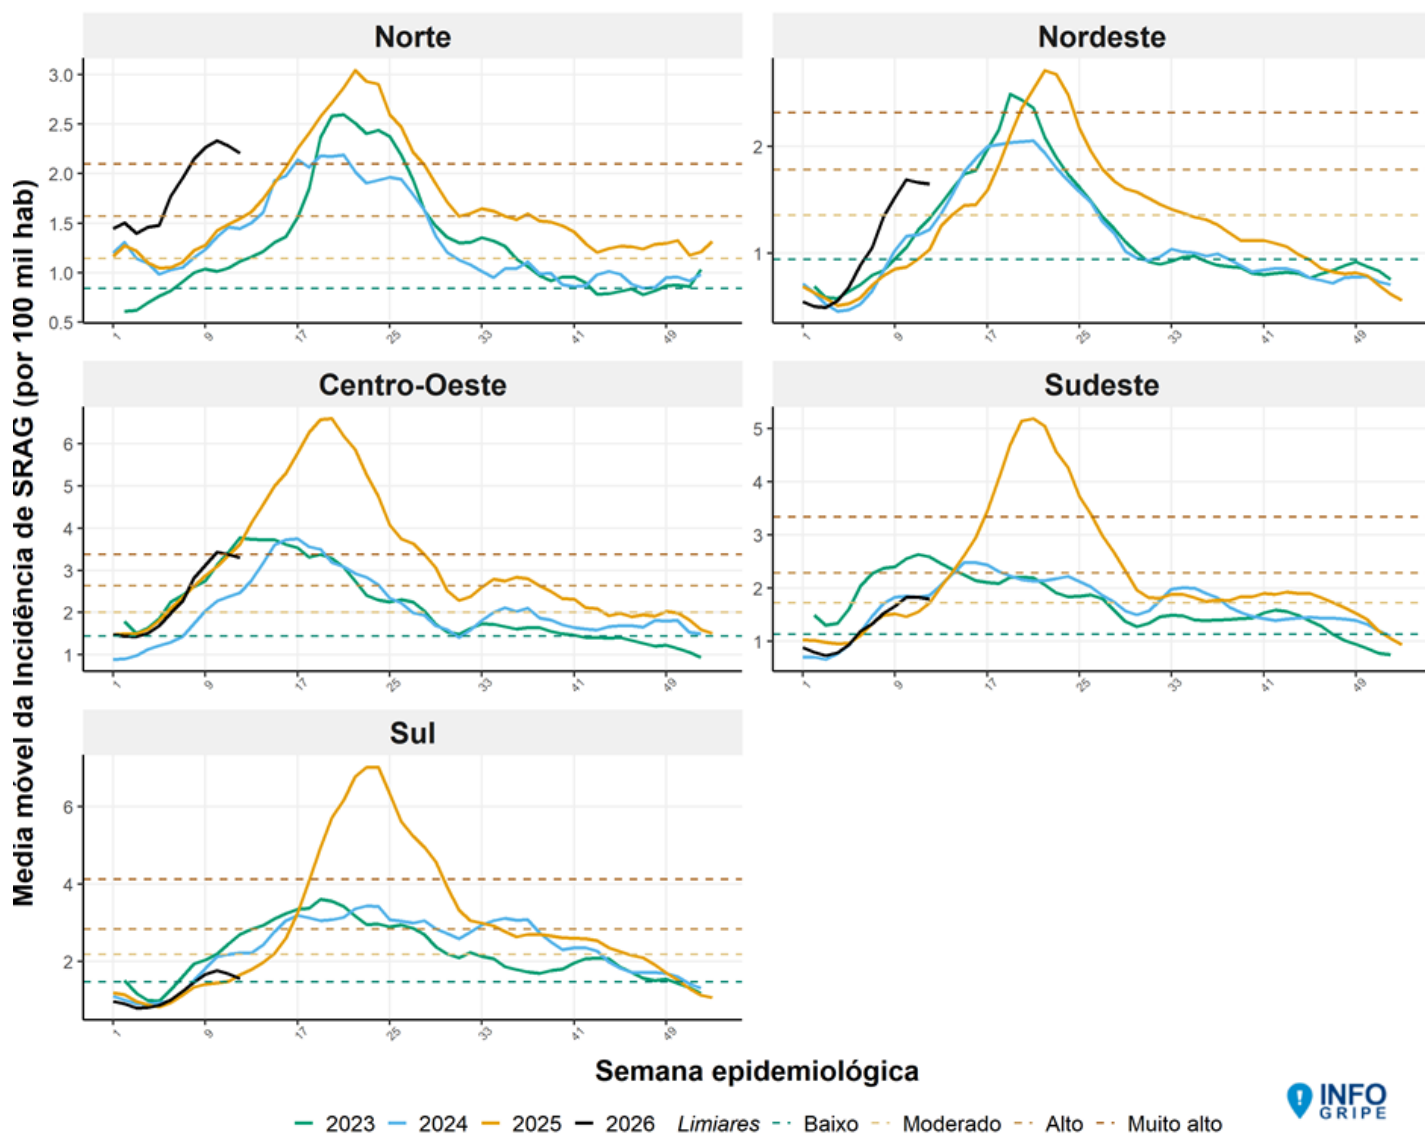 Norte
3.0
2.5
2.0
1.5
1.0
0.5
1 9 17 25 33 41 49
Nordeste
2
1
1 9 17 25 33 41 49
Centro-Oeste
6
5
4
3
2
1
1 9 17 25 33 41 49
Sudeste
5
4
3
2
1
1 9 17 25 33 41 49
Sul
6
4
2
1 9 17 25 33 41 49
Media móvel da Incidência de SRAG (por 100 mil hab)
Semana epidemiológica
2023 2024 2025 2026 Limiares Baixo Moderado Alto Muito alto
INFO
GRIPE